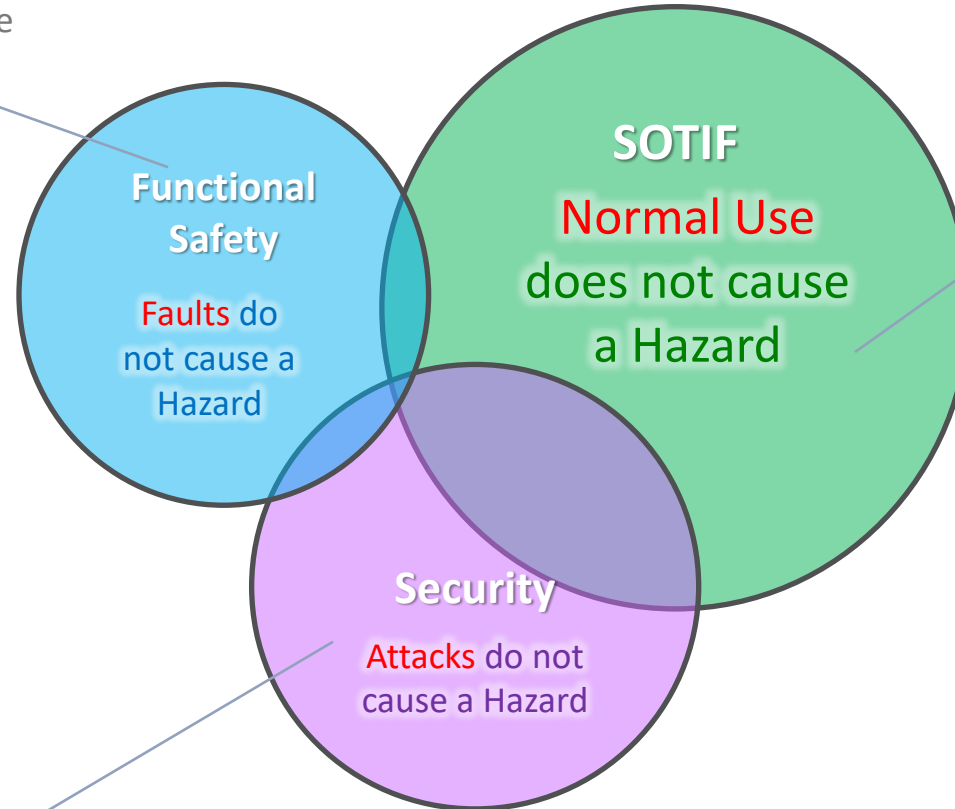 e
Functional
Safety
Faults do
not cause a
Hazard
SOTIF
Normal Use
does not cause
a Hazard
Security
Attacks do not
cause a Hazard